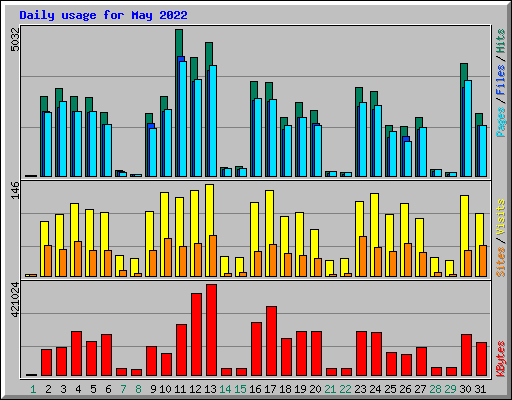 Daily usage for May 2022
5032
Pages / Files / Hits
146
Sites / Visits
421024
KBytes
1 2 3 4 5 6 7 8 9 10 11 12 13 14 15 16 17 18 19 20 21 22 23 24 25 26 27 28 29 30 31